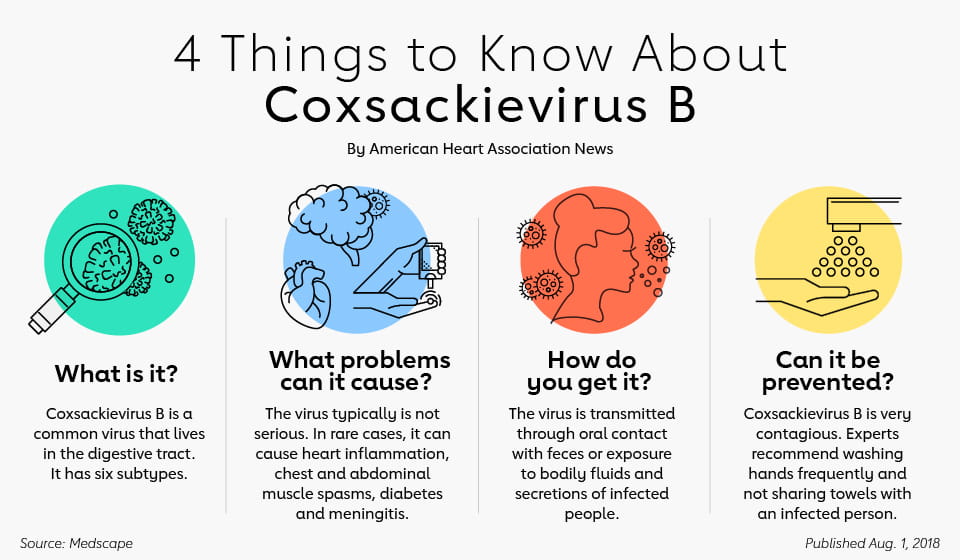 4 Things to Know About
Coxsackievirus B
By American Heart Association News
What is it?
Coxsackievirus B is a
common virus that lives
in the digestive tract.
It has six subtypes.
What problems
can it cause?
The virus typically is not
serious. In rare cases, it can
cause heart inflammation,
chest and abdominal
muscle spasms, diabetes
and meningitis.
How do
you get it?
The virus is transmitted
through oral contact
with feces or exposure
to bodily fluids and
secretions of infected
people.
Can it be
prevented?
Coxsackievirus B is very
contagious. Experts
recommend washing
hands frequently and
not sharing towels with
an infected person.
Source: Medscape
Published Aug. 1, 2018